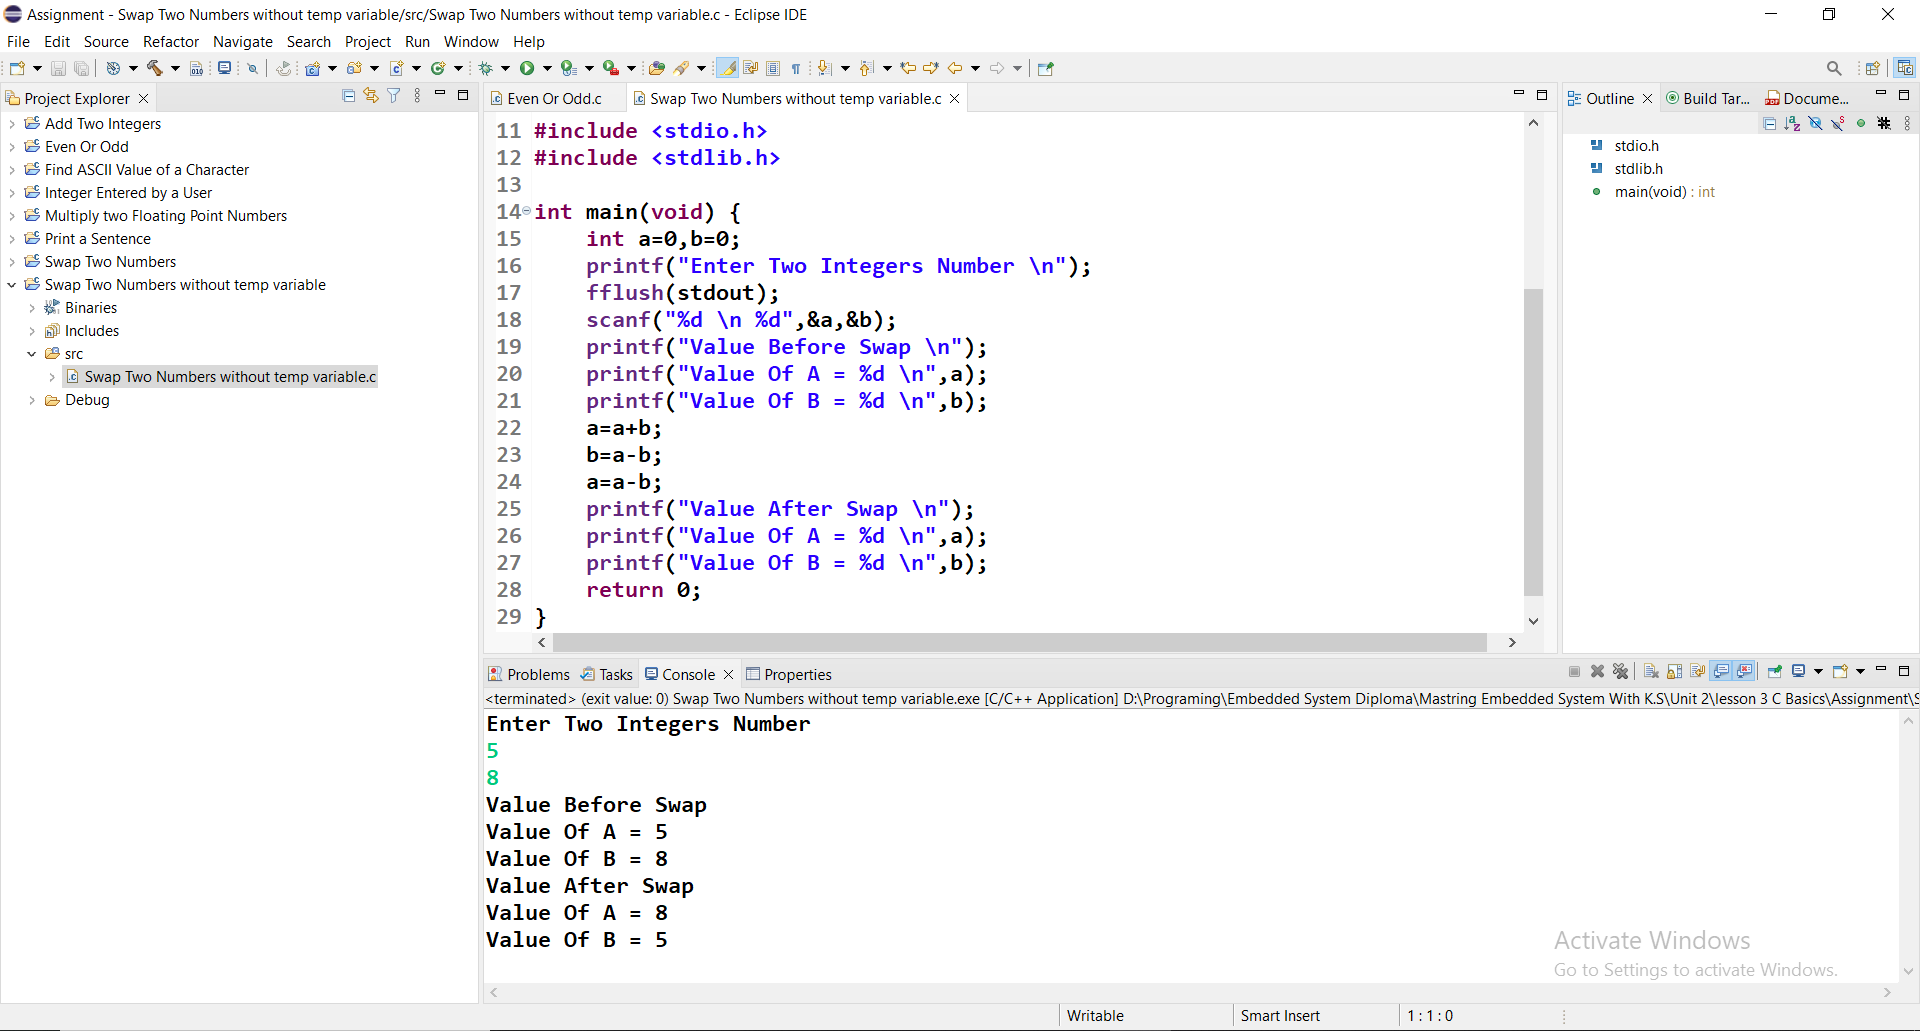 Assignment - Swap Two Numbers without temp variable/src/Swap Two Numbers without temp variable.c - Eclipse IDE
File Edit Source Refactor Navigate Search Project Run Window Help
Project Explorer
Add Two Integers
Even Or Odd
Find ASCII Value of a Character
Integer Entered by a User
Multiply two Floating Point Numbers
Print a Sentence
Swap Two Numbers
Swap Two Numbers without temp variable
Binaries
Includes
src
Swap Two Numbers without temp variable.c
Debug
Even Or Odd.c Swap Two Numbers without temp variable.c
11 #include <stdio.h>
12 #include <stdlib.h>
13
14 int main(void) {
15 int a=0,b=0;
16 printf("Enter Two Integers Number \n");
17 fflush(stdout);
18 scanf("%d \n %d",&a,&b);
19 printf("Value Before Swap \n");
20 printf("Value Of A = %d \n",a);
21 printf("Value Of B = %d \n",b);
22 a=a+b;
23 b=a-b;
24 a=a-b;
25 printf("Value After Swap \n");
26 printf("Value Of A = %d \n",a);
27 printf("Value Of B = %d \n",b);
28 return 0;
29 }
Outline Build Tar... Docume...
stdio.h
stdlib.h
main(void) : int
Problems Tasks Console Properties
<terminated> (exit value: 0) Swap Two Numbers without temp variable.exe [C/C++ Application] D:\Programing\Embedded System Diploma\Mastring Embedded System With K.S\Unit 2\lesson 3 C Basics\Assignment\S
Enter Two Integers Number
5
8
Value Before Swap
Value Of A = 5
Value Of B = 8
Value After Swap
Value Of A = 8
Value Of B = 5
Activate Windows
Go to Settings to activate Windows.
Writable Smart Insert 1 : 1 : 0